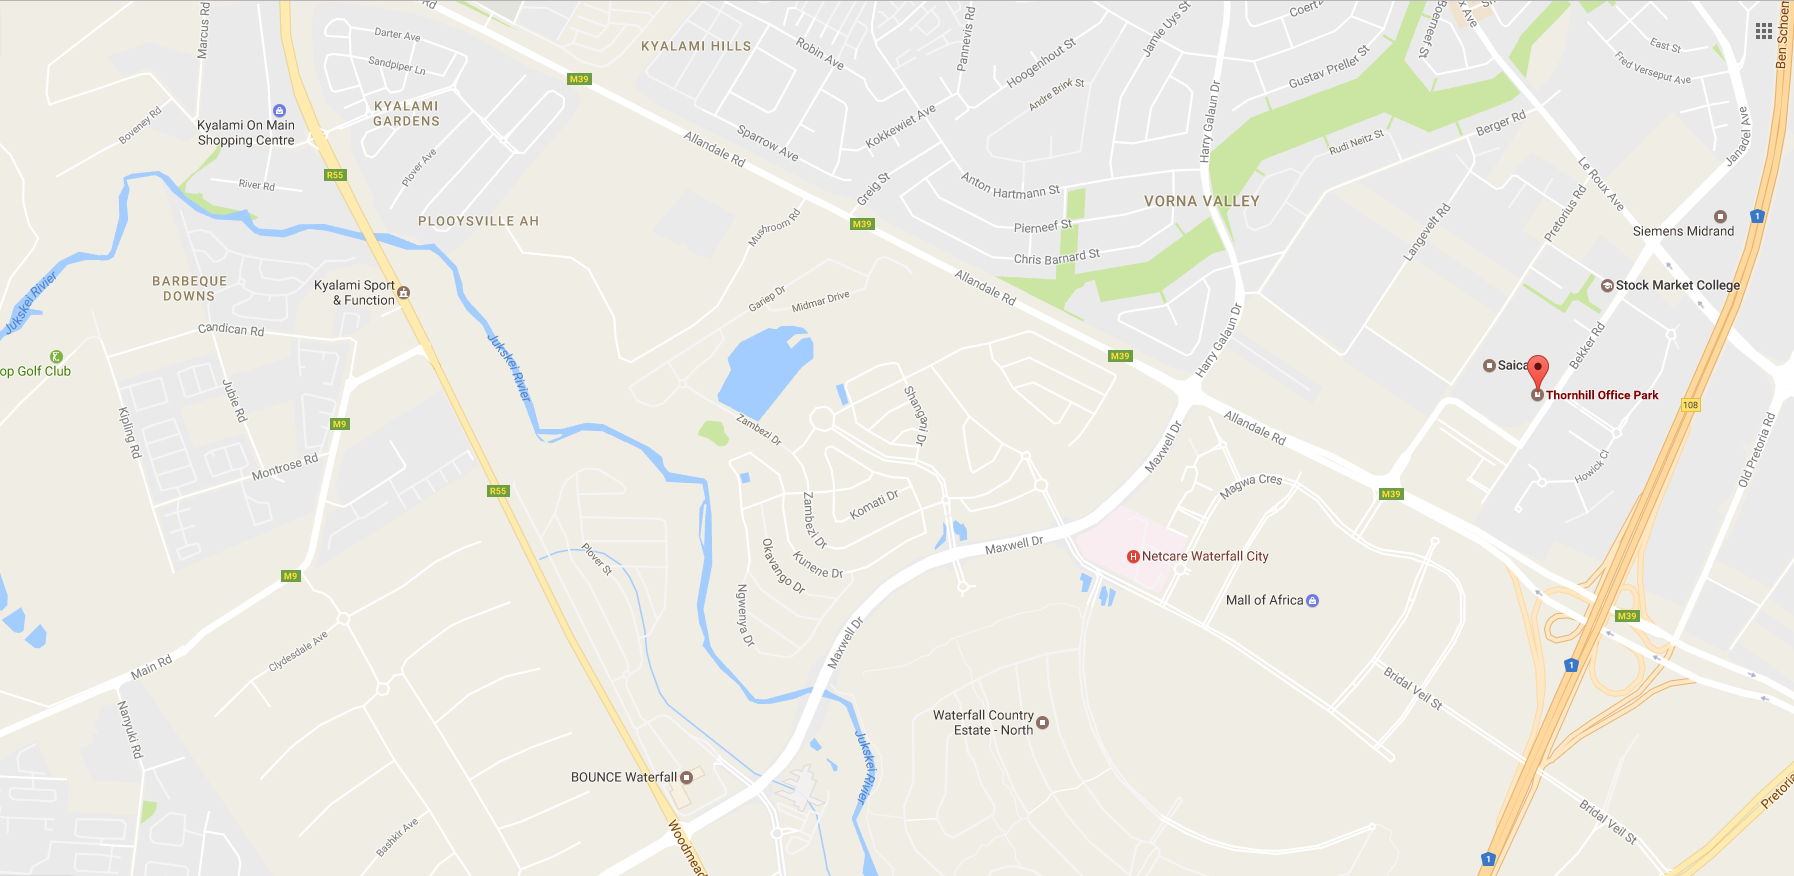 Rd
Marcus Rd
Darter Ave
Sandpiper Ln
KYALAMI
GARDENS
Kyalami On Main
Shopping Centre
Boveney Rd
River Rd
Plover Ave
R55
M39
KYALAMI HILLS
Robin Ave
Pannevis Rd
Hoogenhout St
Andre Brink St
Jamie Uys St
Coertz
Gustav Preller St
Boerneef St
x Ave
East St
Fred Verseput Ave
Ben Schoen
Allandale Rd
Sparrow Ave
Kokkewiet Ave
Greig St
Anton Hartmann St
Harry Galaun Dr
Rudi Neitz St
Berger Rd
Le Roux Ave
Janadel Ave
PLOOYSVILLE AH
Mushroom Rd
M39
Pierneef St
Chris Barnard St
VORNA VALLEY
Langevelt Rd
Pretorius Rd
Siemens Midrand
1
BARBEQUE
DOWNS
Kyalami Sport
& Function
Jukskei Rivier
Candican Rd
Gariep Dr
Midmar Drive
Allandale Rd
Stock Market College
Harry Galaun Dr
Bekker Rd
Jukskei Rivier
M39
op Golf Club
Saica
Thornhill Office Park
108
Jubie Rd
Kipling Rd
M9
Montrose Rd
Shangani Dr
Zambezi Dr
Allandale Rd
Maxwell Dr
Old Pretoria Rd
Howick Cl
R55
Magwa Cres
M39
Komati Dr
Zambezi Dr
Okavango Dr
Kunene Dr
Ngwenya Dr
Maxwell Dr
Plover St
Netcare Waterfall City
Mall of Africa
M9
M39
Clydesdale Ave
Main Rd
Maxwell Dr
1
Bridal Veil St
Nanyuki Rd
Waterfall Country
Estate - North
Jukskei Rivier
BOUNCE Waterfall
Bashkir Ave
Woodmead
Bridal Veil St
Pretoria
1